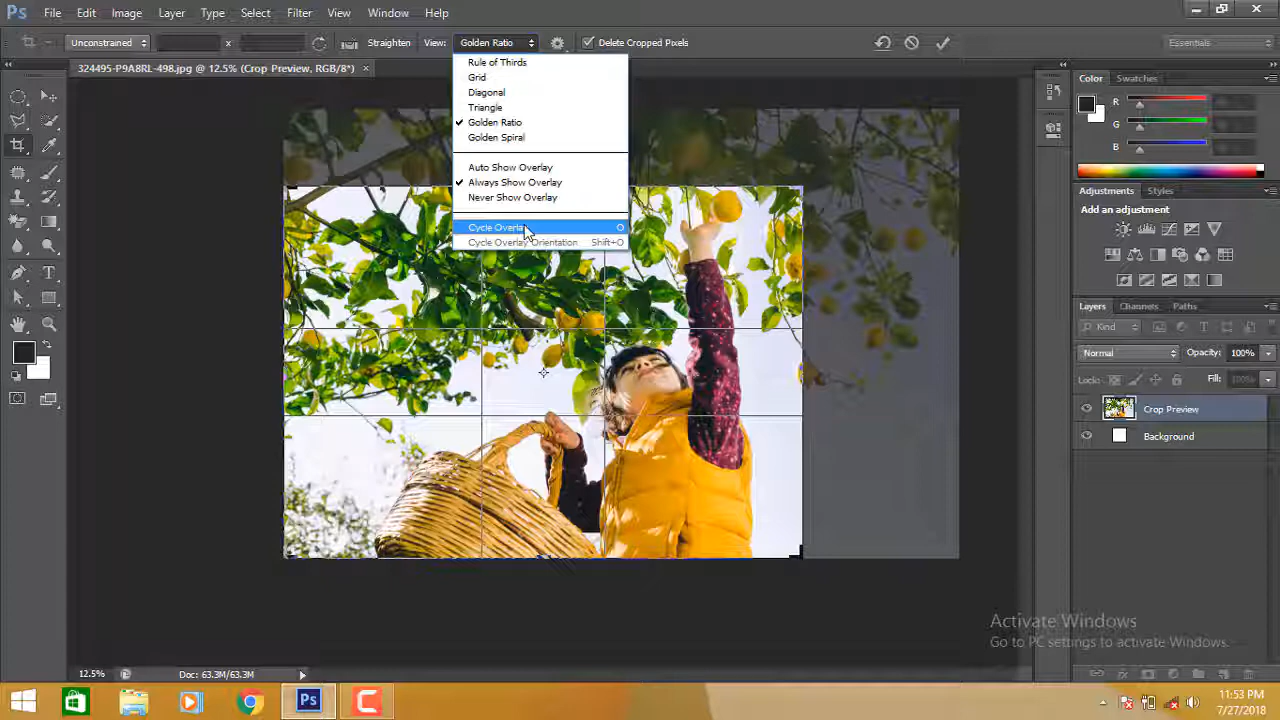 Ps File Edit Image Layer Type Select Filter View Window Help
Unconstrained x Straighten View: Golden Ratio Delete Cropped Pixels Essentials
324495-P9A8RL-498.jpg @ 12.5% (Crop Preview, RGB/8*) ×
Rule of Thirds
Grid
Diagonal
Triangle
Golden Ratio
Golden Spiral
Auto Show Overlay
Always Show Overlay
Never Show Overlay
Cycle Overlay O
Cycle Overlay Orientation Shift+O
Color Swatches
R
G
B
Adjustments Styles
Add an adjustment
Layers Channels Paths
Kind
Normal Opacity: 100%
Lock: Fill: 100%
Crop Preview
Background
Activate Windows
Go to PC settings to activate Windows.
12.5% Doc: 63.3M/63.3M
Ps
11:53 PM
7/27/2018